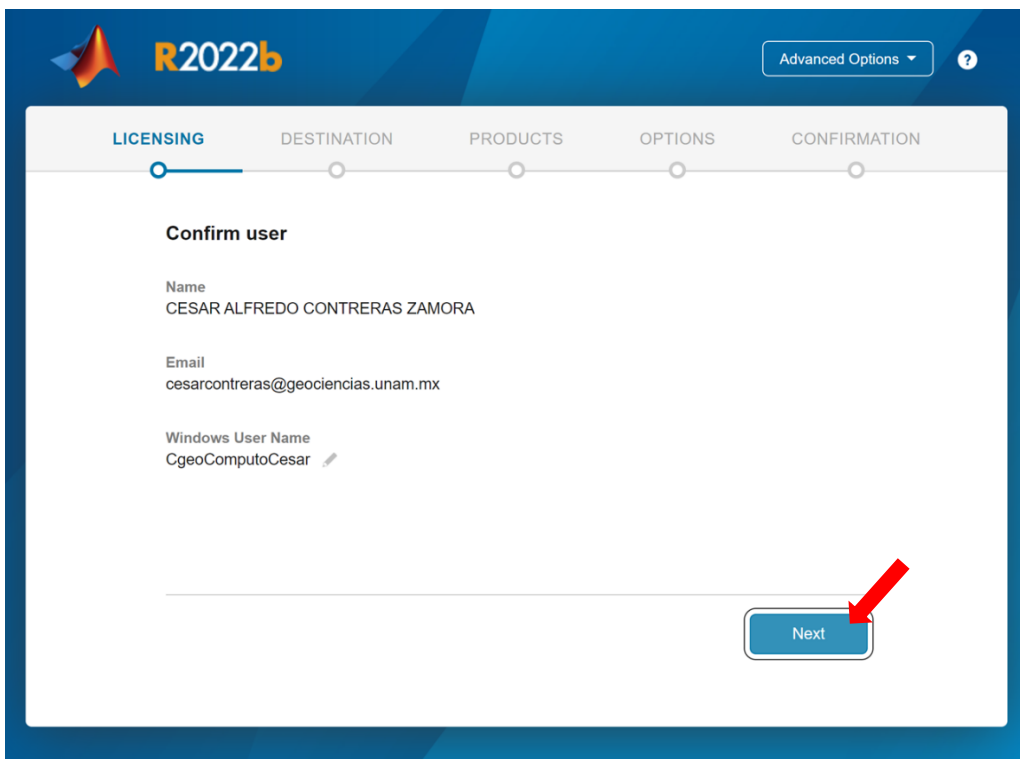 R2022b
Advanced Options
?
LICENSING DESTINATION PRODUCTS OPTIONS CONFIRMATION
Confirm user
Name
CESAR ALFREDO CONTRERAS ZAMORA
Email
cesarcontreras@geociencias.unam.mx
Windows User Name
CgeoComputoCesar
Next